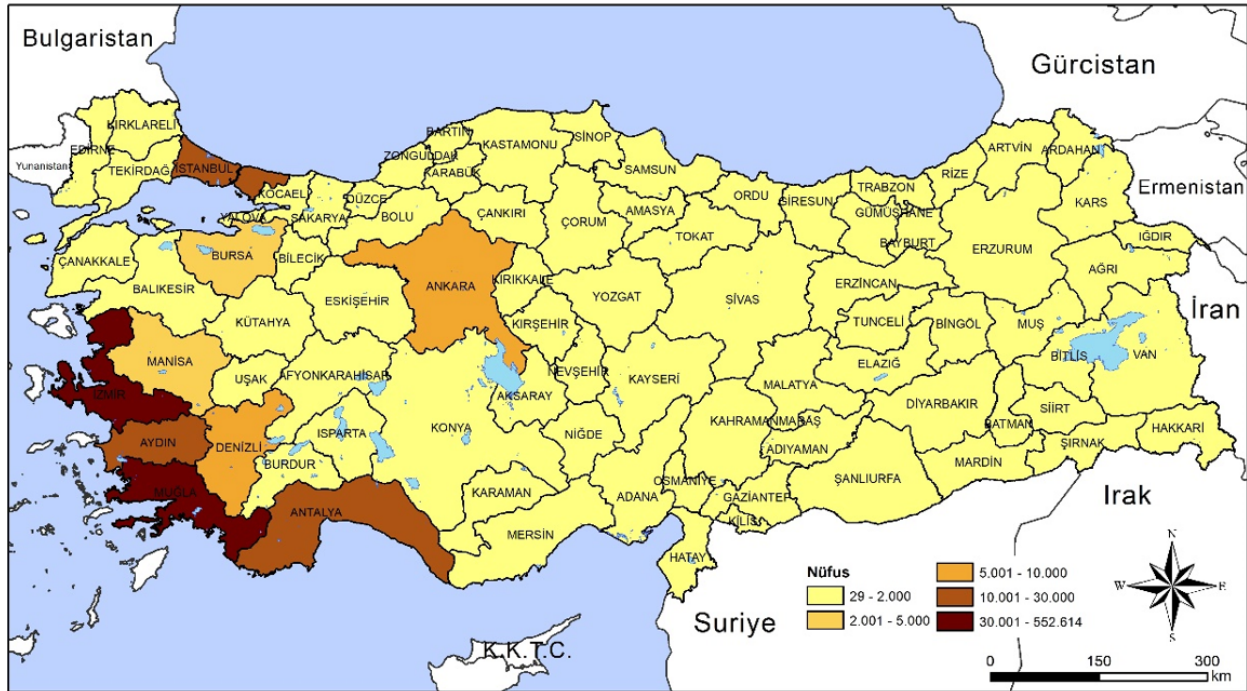 Bulgaristan
Gürcistan
KIRKLARELİ
EDİRNE
Yunanistan
TEKİRDAĞ
İSTANBUL
KOCAELİ
YALOVA
SAKARYA
DÜZCE
BOLU
ZONGULDAK
BARTIN
KARABÜK
KASTAMONU
SİNOP
SAMSUN
ÇANKIRI
ÇORUM
AMASYA
TOKAT
ORDU
GİRESUN
TRABZON
GÜMÜŞHANE
BAYBURT
RİZE
ARTVİN
ARDAHAN
Ermenistan
KARS
IĞDIR
ERZURUM
AĞRI
İran
ÇANAKKALE
BALIKESİR
BURSA
BİLECİK
ESKİŞEHİR
ANKARA
KIRIKKALE
YOZGAT
SİVAS
ERZİNCAN
TUNCELİ
BİNGÖL
MUŞ
BİTLİS
VAN
KÜTAHYA
KIRŞEHİR
MANİSA
UŞAK
AFYONKARAHİSAR
NEVŞEHİR
KAYSERİ
MALATYA
ELAZIĞ
İZMİR
AKSARAY
DİYARBAKIR
SİİRT
BATMAN
ŞIRNAK
HAKKARİ
AYDIN
DENİZLİ
ISPARTA
KONYA
NİĞDE
KAHRAMANMARAŞ
ADIYAMAN
MARDİN
BURDUR
ŞANLIURFA
MUĞLA
ANTALYA
KARAMAN
MERSİN
ADANA
OSMANİYE
GAZİANTEP
KİLİS
HATAY
Irak
Suriye
K.K.T.C.
Nüfus
29 - 2.000
2.001 - 5.000
5.001 - 10.000
10.001 - 30.000
30.001 - 552.614
N
W
E
S
0 150 300
km